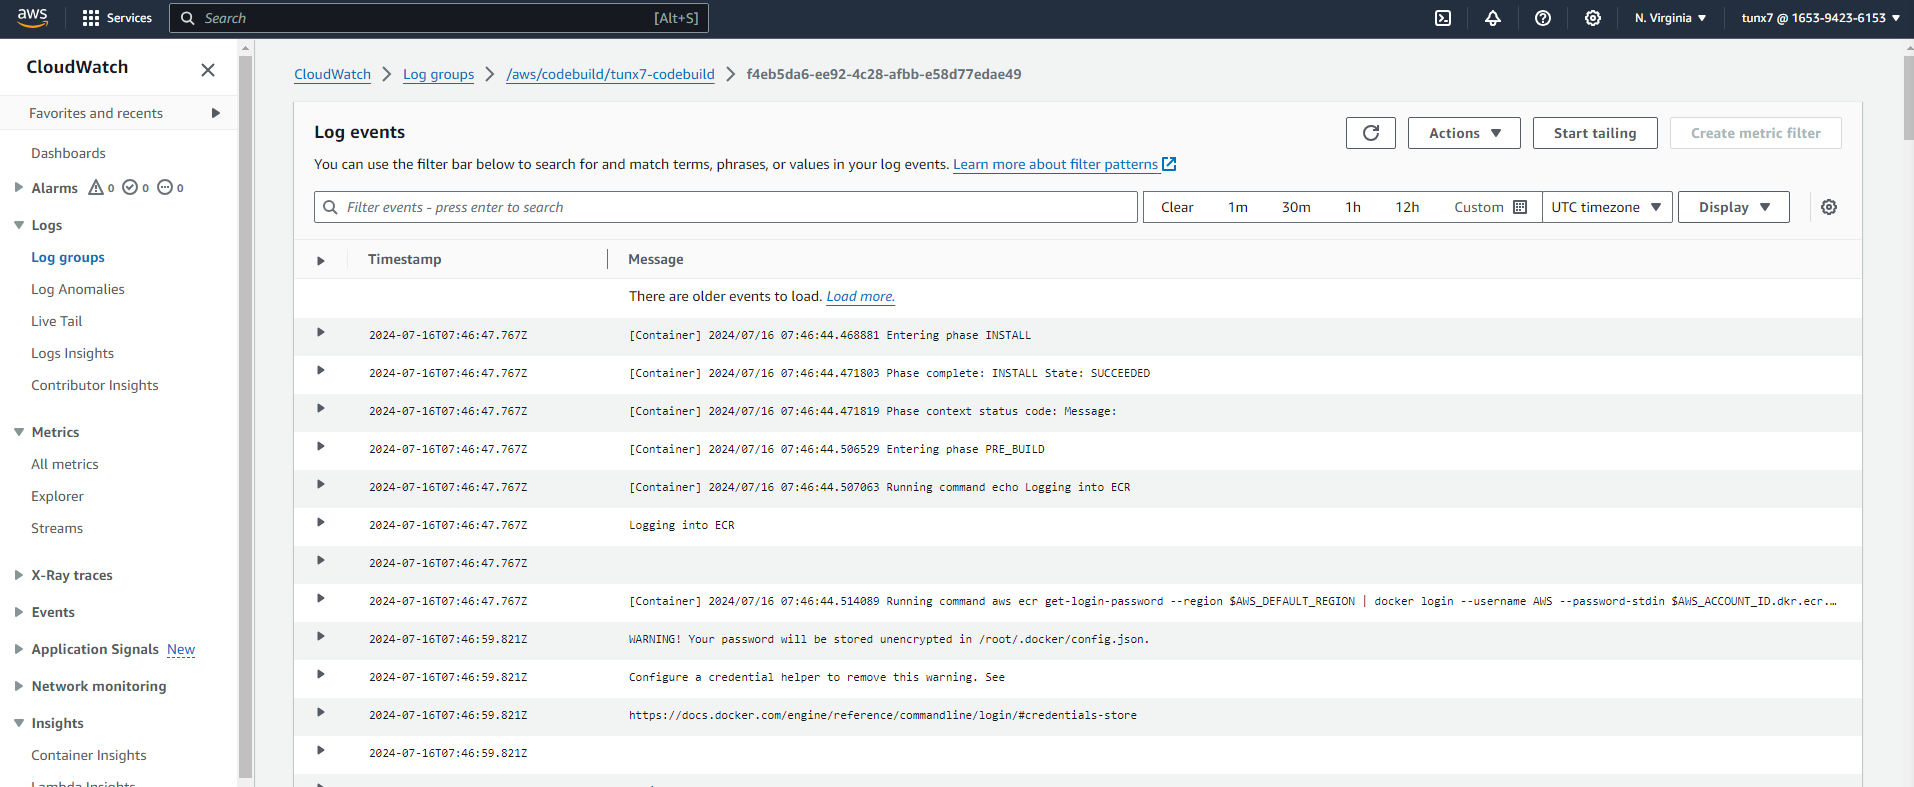 aws
Services
Search
[Alt+S]
N. Virginia
tunx7 @ 1653-9423-6153
CloudWatch
Favorites and recents
Dashboards
Alarms 0 0 0
Logs
Log groups
Log Anomalies
Live Tail
Logs Insights
Contributor Insights
Metrics
All metrics
Explorer
Streams
X-Ray traces
Events
Application Signals New
Network monitoring
Insights
Container Insights
Lambda Insights
CloudWatch > Log groups > /aws/codebuild/tunx7-codebuild > f4eb5da6-ee92-4c28-afbb-e58d77edae49
Log events
Actions
Start tailing
Create metric filter
You can use the filter bar below to search for and match terms, phrases, or values in your log events. Learn more about filter patterns
Filter events - press enter to search
Clear 1m 30m 1h 12h Custom
UTC timezone
Display
Timestamp Message
There are older events to load. Load more.
2024-07-16T07:46:47.767Z [Container] 2024/07/16 07:46:44.468881 Entering phase INSTALL
2024-07-16T07:46:47.767Z [Container] 2024/07/16 07:46:44.471803 Phase complete: INSTALL State: SUCCEEDED
2024-07-16T07:46:47.767Z [Container] 2024/07/16 07:46:44.471819 Phase context status code: Message:
2024-07-16T07:46:47.767Z [Container] 2024/07/16 07:46:44.506529 Entering phase PRE_BUILD
2024-07-16T07:46:47.767Z [Container] 2024/07/16 07:46:44.507063 Running command echo Logging into ECR
2024-07-16T07:46:47.767Z Logging into ECR
2024-07-16T07:46:47.767Z
2024-07-16T07:46:47.767Z [Container] 2024/07/16 07:46:44.514089 Running command aws ecr get-login-password --region $AWS_DEFAULT_REGION | docker login --username AWS --password-stdin $AWS_ACCOUNT_ID.dkr.ecr.…
2024-07-16T07:46:59.821Z WARNING! Your password will be stored unencrypted in /root/.docker/config.json.
2024-07-16T07:46:59.821Z Configure a credential helper to remove this warning. See
2024-07-16T07:46:59.821Z https://docs.docker.com/engine/reference/commandline/login/#credentials-store
2024-07-16T07:46:59.821Z